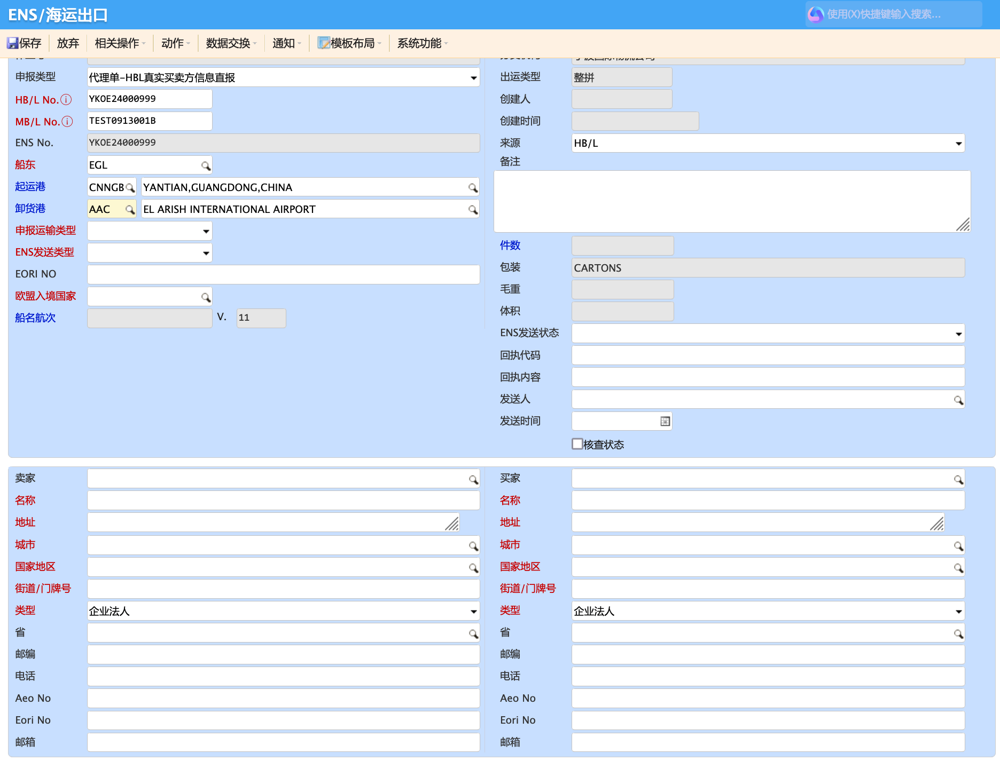 ENS/海运出口
使用(X)快捷键输入搜索...
保存 放弃 相关操作 动作 数据交换 通知 模板布局 系统功能
申报类型 代理单-HBL真实买卖方信息直报
HB/L No. YKOE24000999
MB/L No. TEST0913001B
ENS No. YKOE24000999
船东 EGL
起运港 CNNGB YANTIAN,GUANGDONG,CHINA
卸货港 AAC EL ARISH INTERNATIONAL AIRPORT
申报运输类型
ENS发送类型
EORI NO
欧盟入境国家
船名航次 V. 11
出运类型 整拼
创建人
创建时间
来源 HB/L
备注
件数
包装 CARTONS
毛重
体积
ENS发送状态
回执代码
回执内容
发送人
发送时间
核查状态
卖家
名称
地址
城市
国家地区
街道/门牌号
类型 企业法人
省
邮编
电话
Aeo No
Eori No
邮箱
买家
名称
地址
城市
国家地区
街道/门牌号
类型 企业法人
省
邮编
电话
Aeo No
Eori No
邮箱